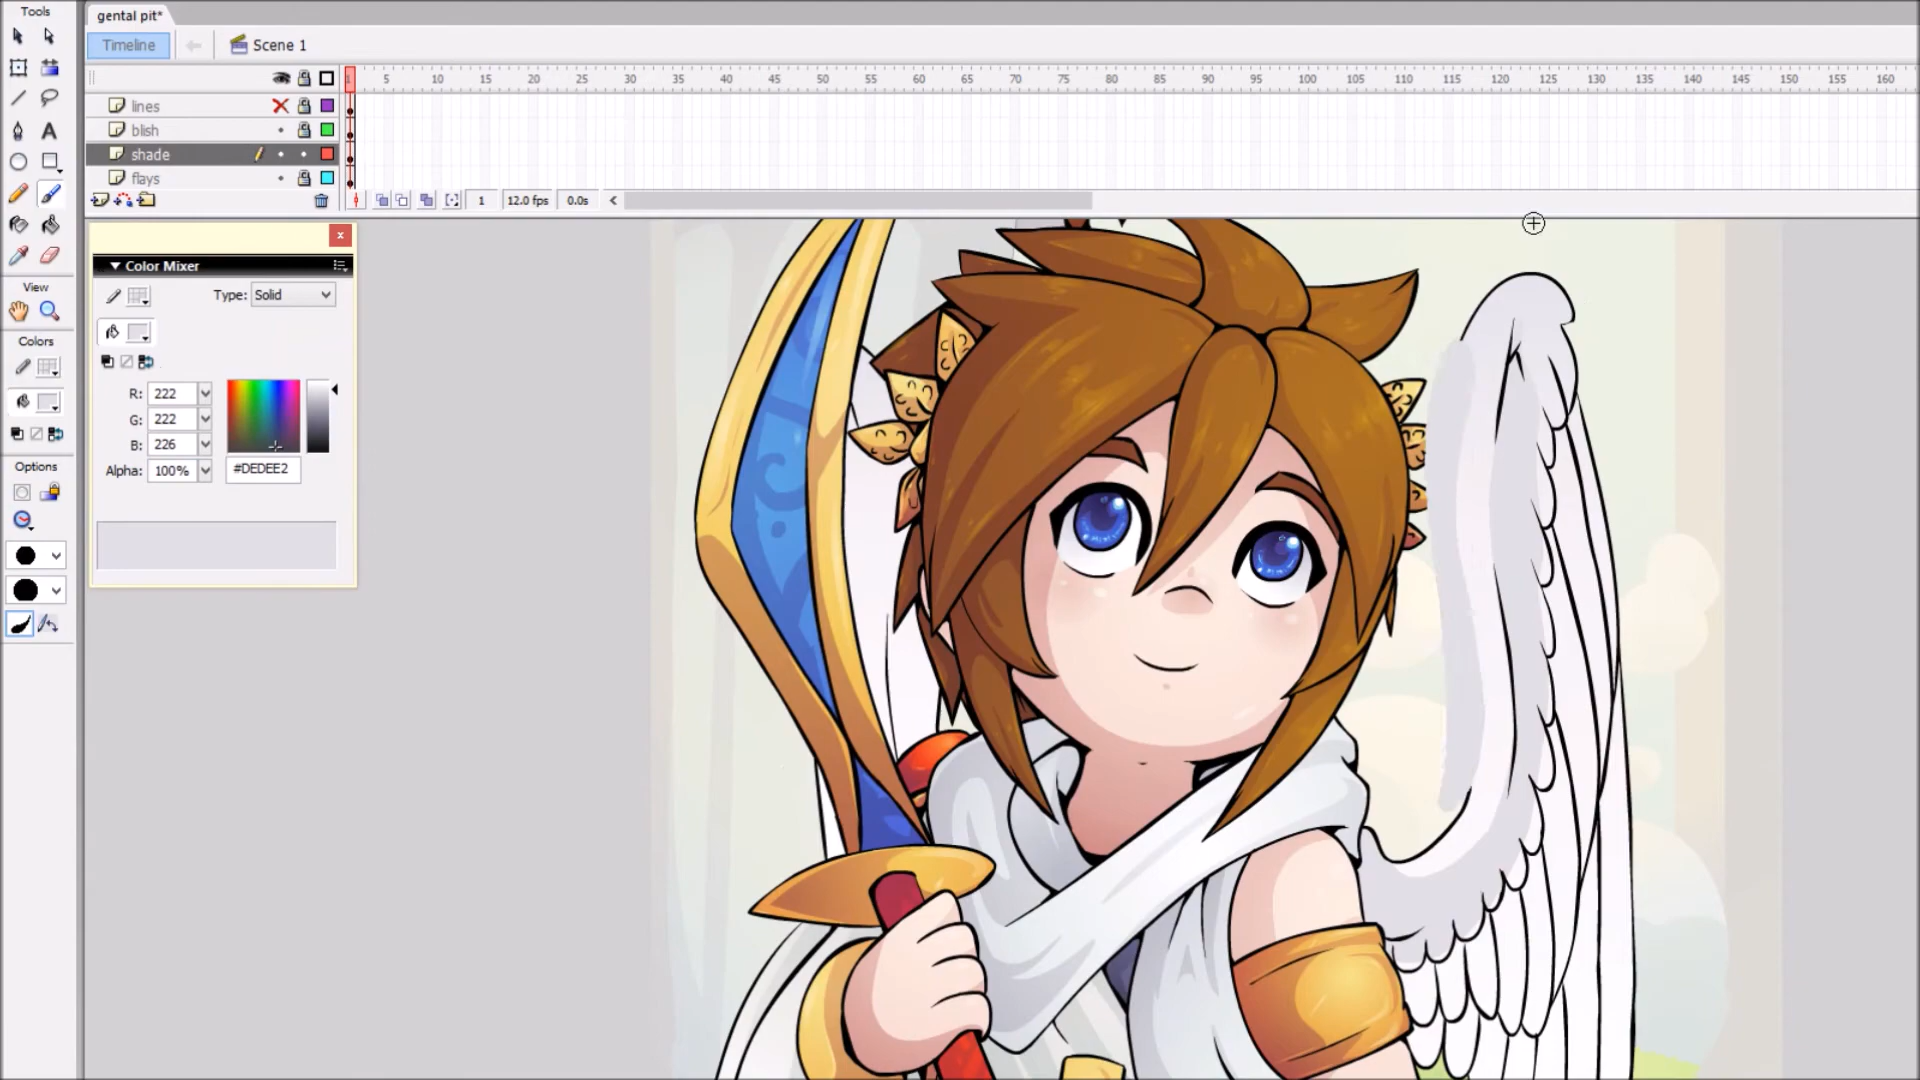 Tools
gental pit*
Timeline
Scene 1
1 5 10 15 20 25 30 35 40 45 50 55 60 65 70 75 80 85 90 95 100 105 110 115 120 125 130 135 140 145 150 155 160
lines
blish
shade
flays
1 12.0 fps 0.0s
Color Mixer
Type: Solid
R: 222
G: 222
B: 226
Alpha: 100% #DEDEE2
A
View
Colors
Options